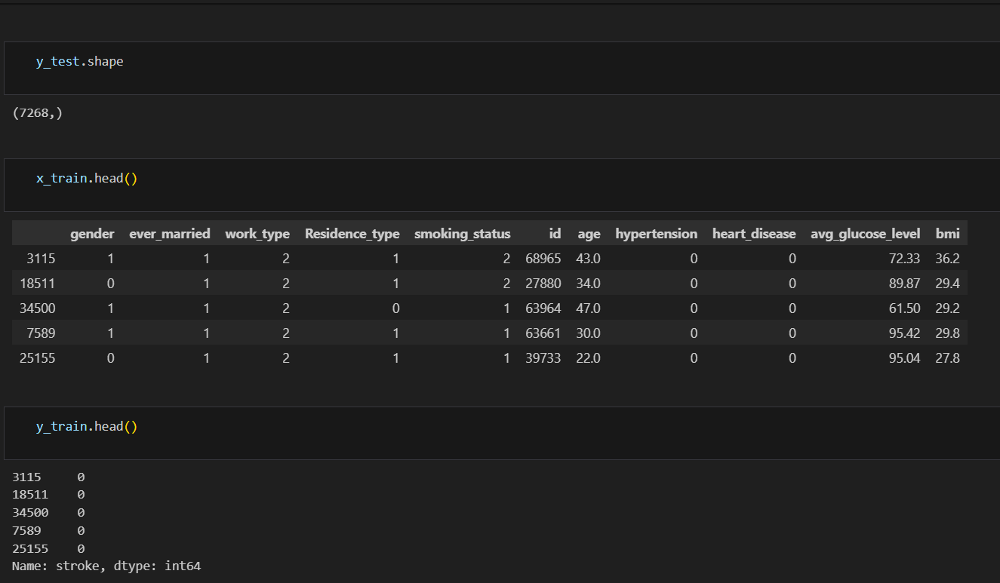 y_test.shape
(7268,)
x_train.head()
gender ever_married work_type Residence_type smoking_status id age hypertension heart_disease avg_glucose_level bmi
3115 1 1 2 1 2 68965 43.0 0 0 72.33 36.2
18511 0 1 2 1 2 27880 34.0 0 0 89.87 29.4
34500 1 1 2 0 1 63964 47.0 0 0 61.50 29.2
7589 1 1 2 1 1 63661 30.0 0 0 95.42 29.8
25155 0 1 2 1 1 39733 22.0 0 0 95.04 27.8
y_train.head()
3115 0
18511 0
34500 0
7589 0
25155 0
Name: stroke, dtype: int64